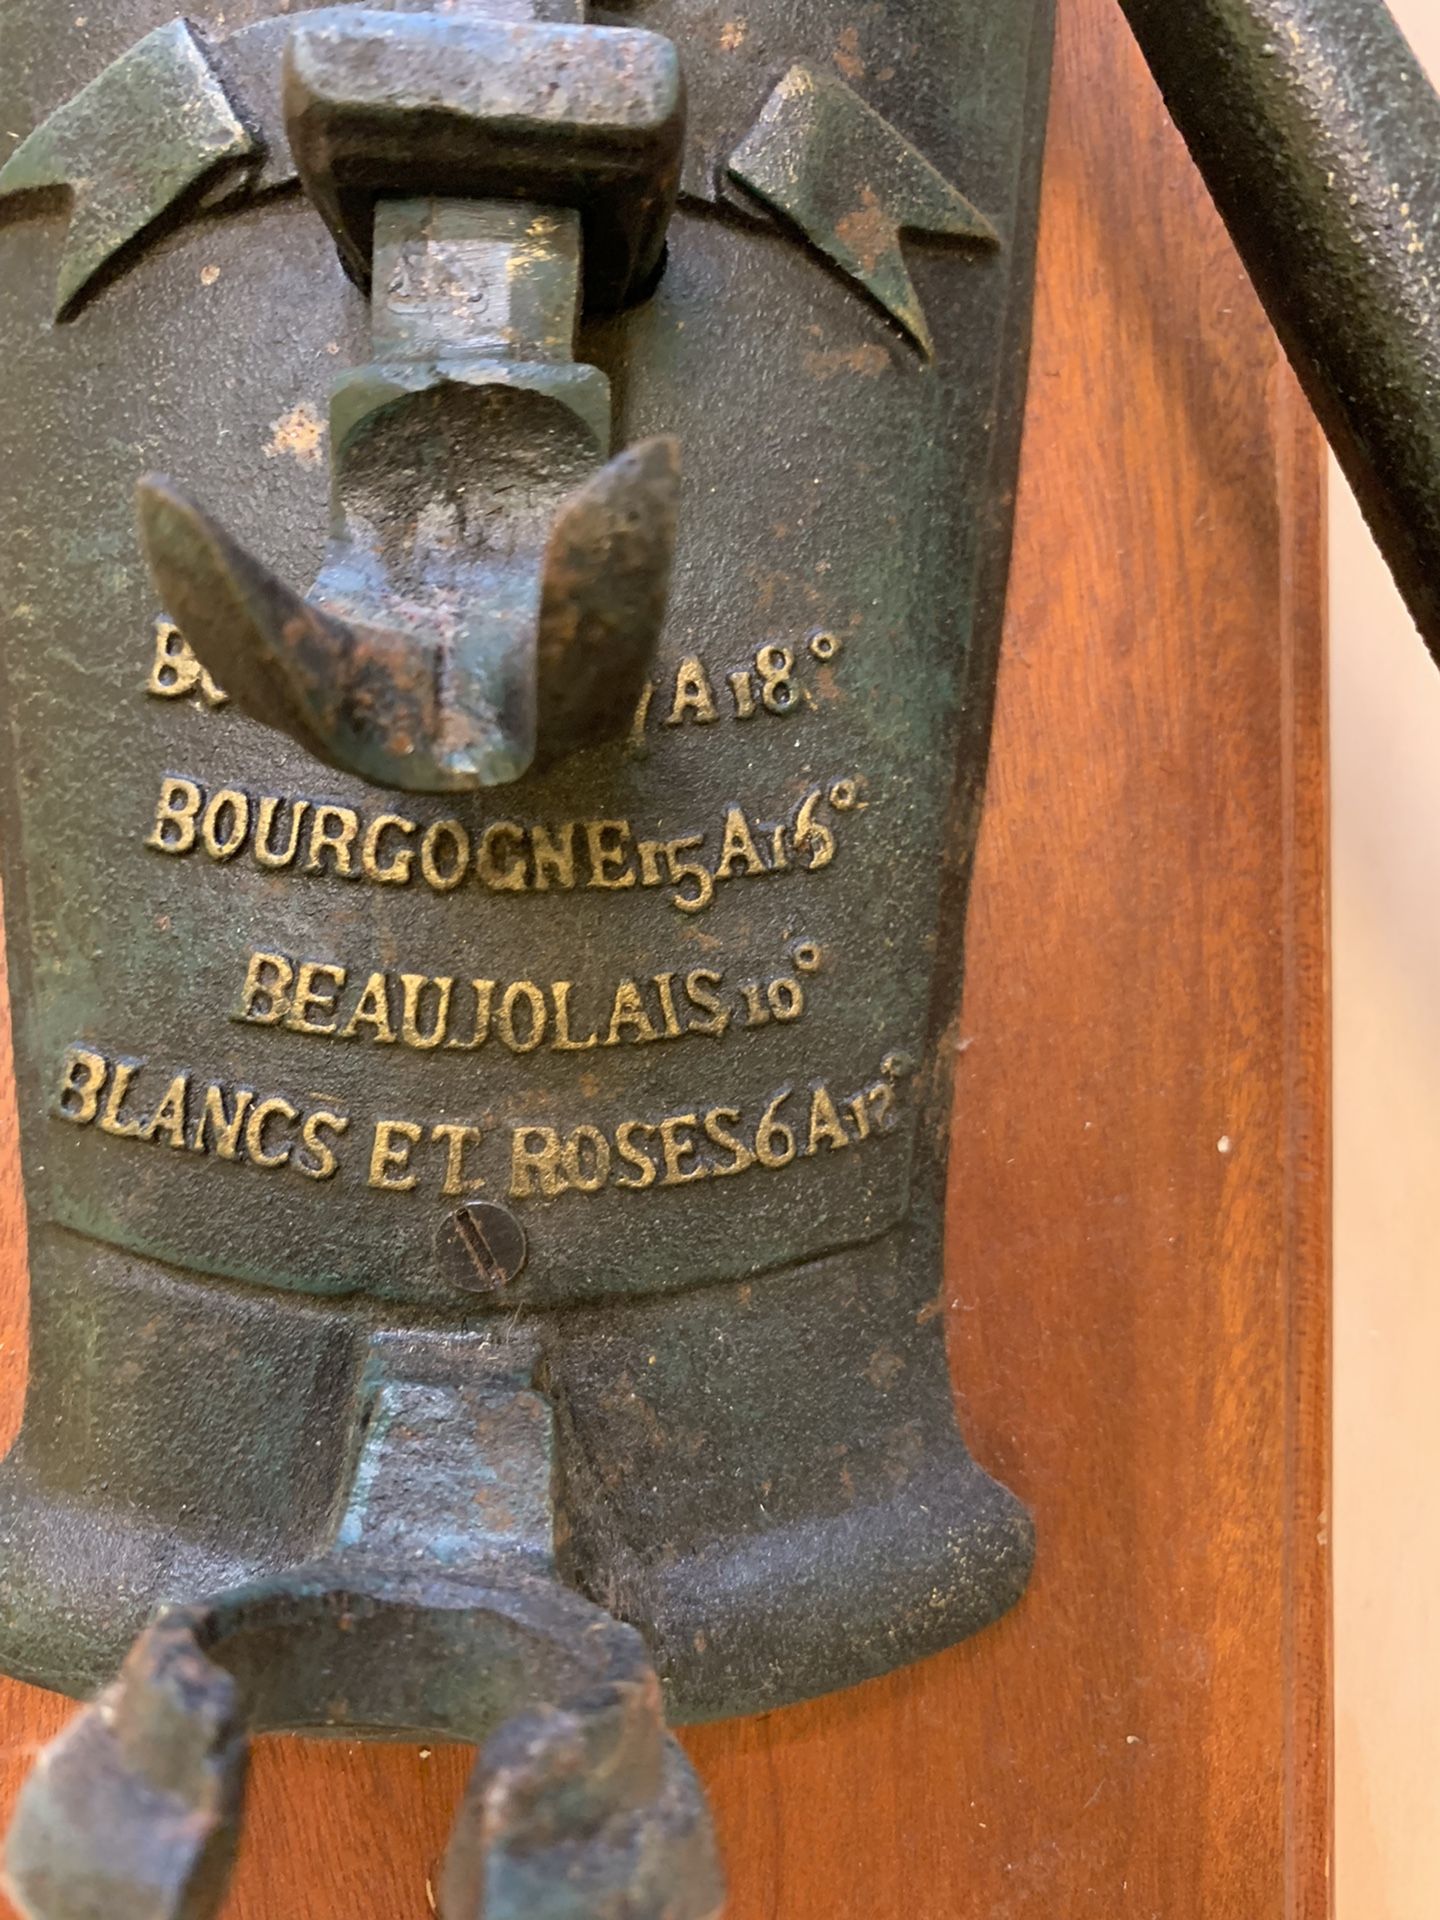 A 18°
BOURGOGNE 15 A 16°
BEAUJOLAIS 10°
BLANCS ET ROSES 6 A 12°